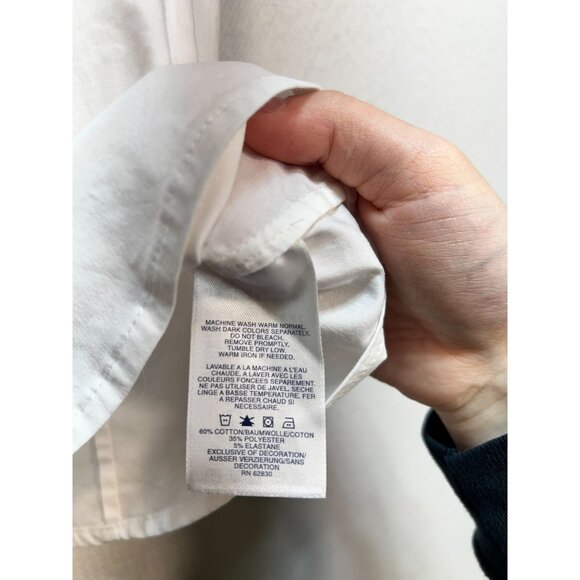 MACHINE WASH WARM NORMAL.
WASH DARK COLORS SEPARATELY.
DO NOT BLEACH.
REMOVE PROMPTLY.
TUMBLE DRY LOW.
WARM IRON IF NEEDED.
LAVABLE A LA MACHINE A L'EAU
CHAUDE. A LAVER AVEC LES
COULEURS FONCEES SEPAREMENT.
NE PAS UTILISER DE JAVEL. SECHE
LINGE A BASSE TEMPERATURE, FER
A REPASSER CHAUD SI
NECESSAIRE.
60% COTTON/BAUMWOLLE/COTON
35% POLYESTER
5% ELASTANE
EXCLUSIVE OF DECORATION/
AUSSER VERZIERUNG/SANS
DECORATION
RN 62830